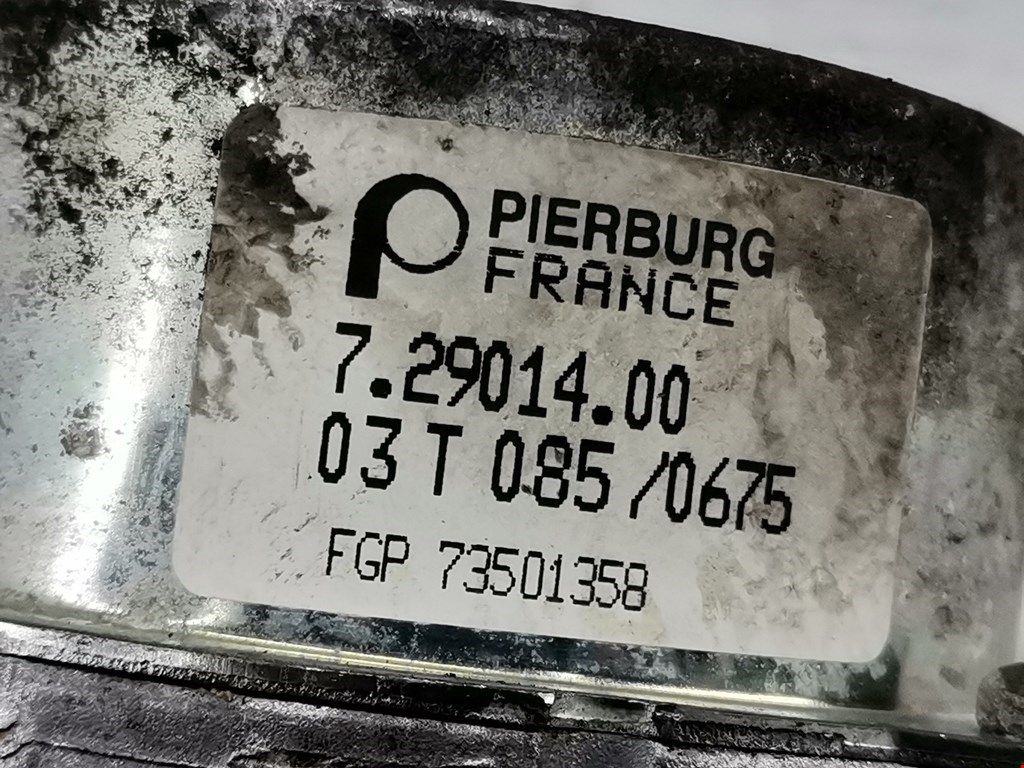 PIERBURG
FRANCE
7.29014.00
03 T 085 /0675
FGP 73501358